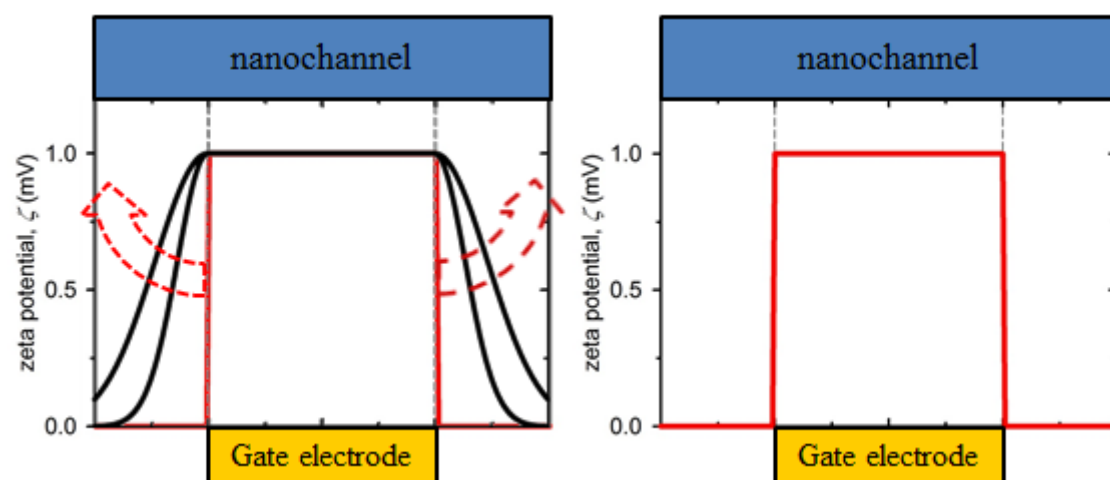 nanochannel
zeta potential, ζ (mV)
1.0
0.5
0.0
Gate electrode
nanochannel
zeta potential, ζ (mV)
1.0
0.5
0.0
Gate electrode